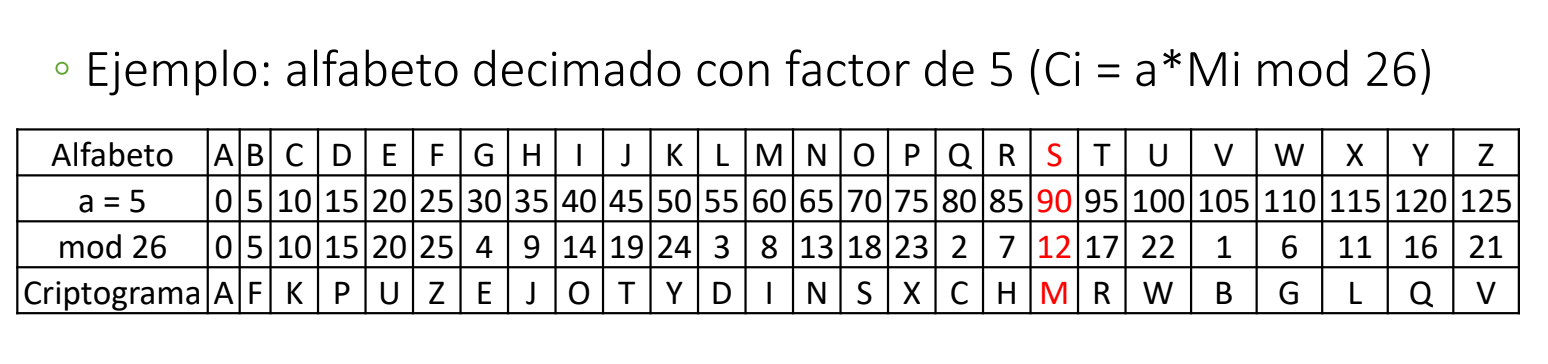 ◦ Ejemplo: alfabeto decimado con factor de 5 (Ci = a*Mi mod 26)
Alfabeto A B C D E F G H I J K L M N O P Q R S T U V W X Y Z
a = 5 0 5 10 15 20 25 30 35 40 45 50 55 60 65 70 75 80 85 90 95 100 105 110 115 120 125
mod 26 0 5 10 15 20 25 4 9 14 19 24 3 8 13 18 23 2 7 12 17 22 1 6 11 16 21
Criptograma A F K P U Z E J O T Y D I N S X C H M R W B G L Q V